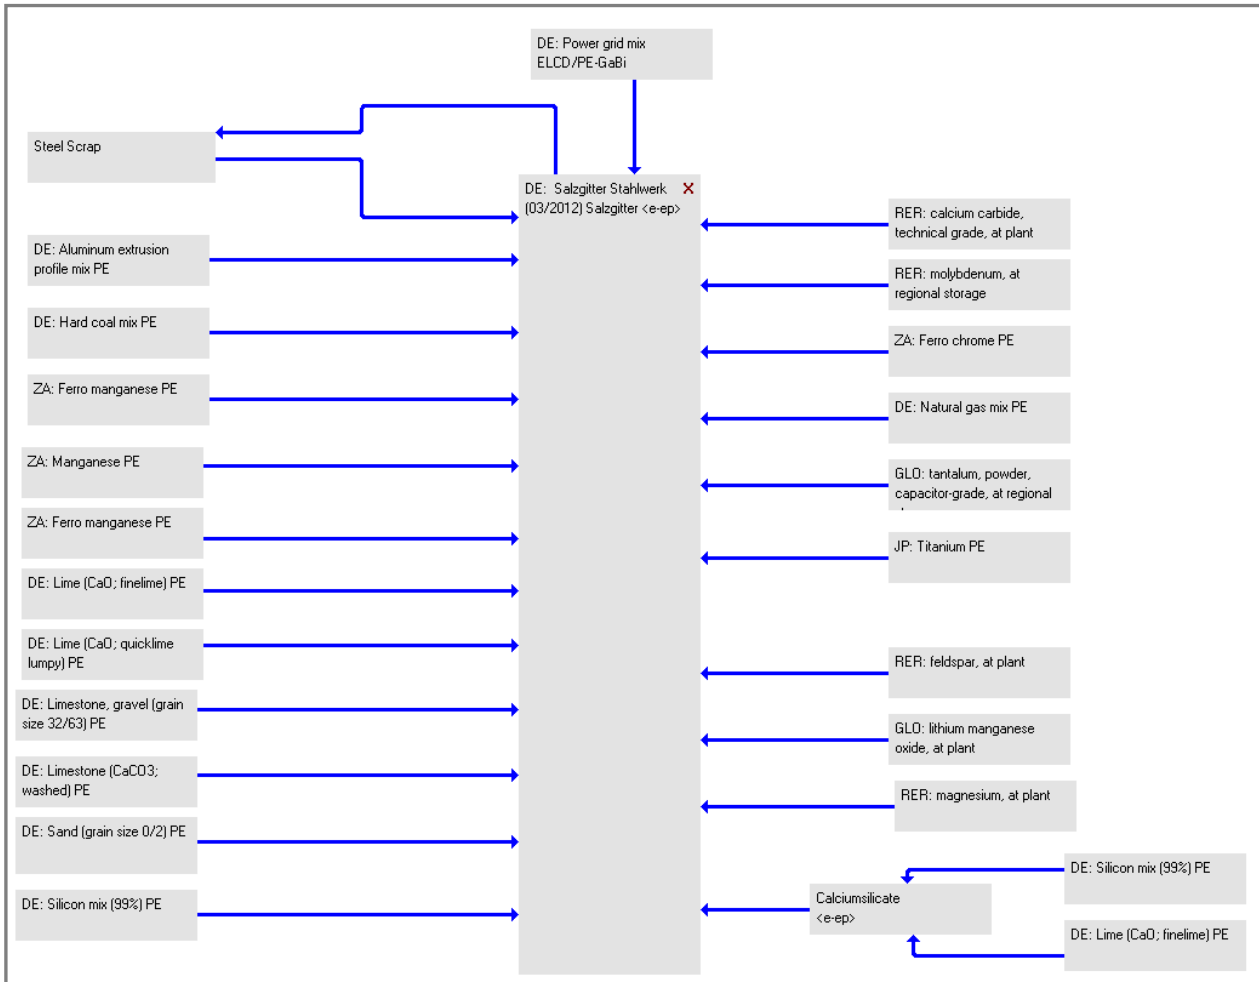 DE: Power grid mix
ELCD/PE-GaBi
Steel Scrap
DE: Salzgitter Stahlwerk X
(03/2012) Salzgitter <e-ep>
DE: Aluminum extrusion
profile mix PE
DE: Hard coal mix PE
ZA: Ferro manganese PE
ZA: Manganese PE
ZA: Ferro manganese PE
DE: Lime (CaO; finelime) PE
DE: Lime (CaO; quicklime
lumpy) PE
DE: Limestone, gravel (grain
size 32/63) PE
DE: Limestone (CaCO3;
washed) PE
DE: Sand (grain size 0/2) PE
DE: Silicon mix (99%) PE
RER: calcium carbide,
technical grade, at plant
RER: molybdenum, at
regional storage
ZA: Ferro chrome PE
DE: Natural gas mix PE
GLO: tantalum, powder,
capacitor-grade, at regional
JP: Titanium PE
RER: feldspar, at plant
GLO: lithium manganese
oxide, at plant
RER: magnesium, at plant
Calciumsilicate
<e-ep>
DE: Silicon mix (99%) PE
DE: Lime (CaO; finelime) PE